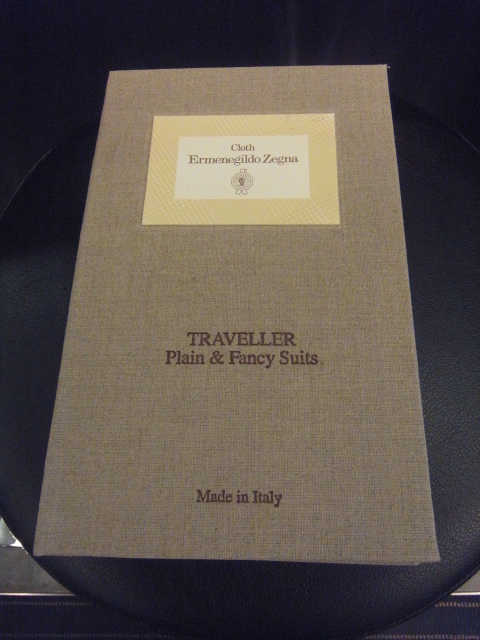 Cloth
Ermenegildo Zegna
TRAVELLER
Plain & Fancy Suits
Made in Italy